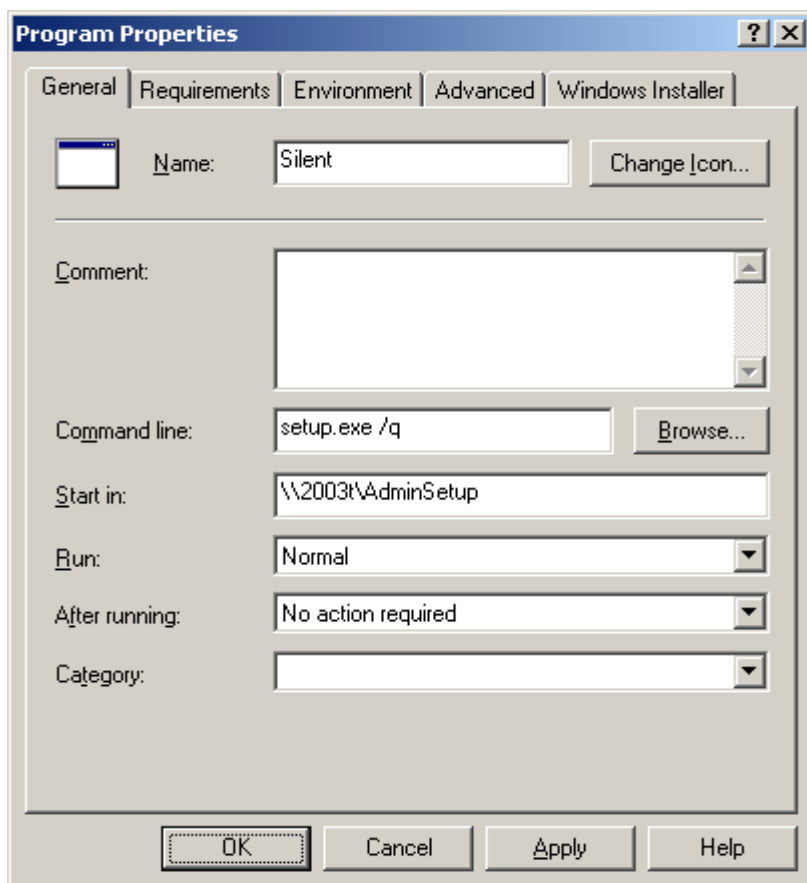 Program Properties
General Requirements Environment Advanced Windows Installer
Name: Silent Change Icon...
Comment:
Command line: setup.exe /q Browse...
Start in: \\2003t\AdminSetup
Run: Normal
After running: No action required
Category:
OK Cancel Apply Help